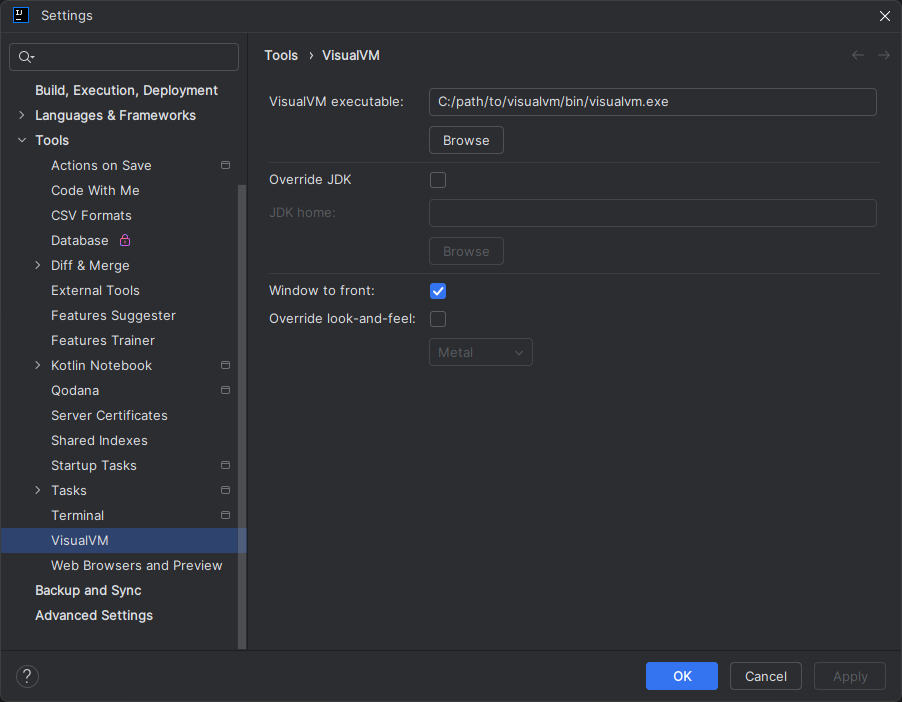 Settings
Build, Execution, Deployment
Languages & Frameworks
Tools
Actions on Save
Code With Me
CSV Formats
Database
Diff & Merge
External Tools
Features Suggester
Features Trainer
Kotlin Notebook
Qodana
Server Certificates
Shared Indexes
Startup Tasks
Tasks
Terminal
VisualVM
Web Browsers and Preview
Backup and Sync
Advanced Settings
Tools › VisualVM
VisualVM executable: C:/path/to/visualvm/bin/visualvm.exe
Browse
Override JDK
JDK home:
Browse
Window to front:
Override look-and-feel:
Metal
?
OK Cancel Apply